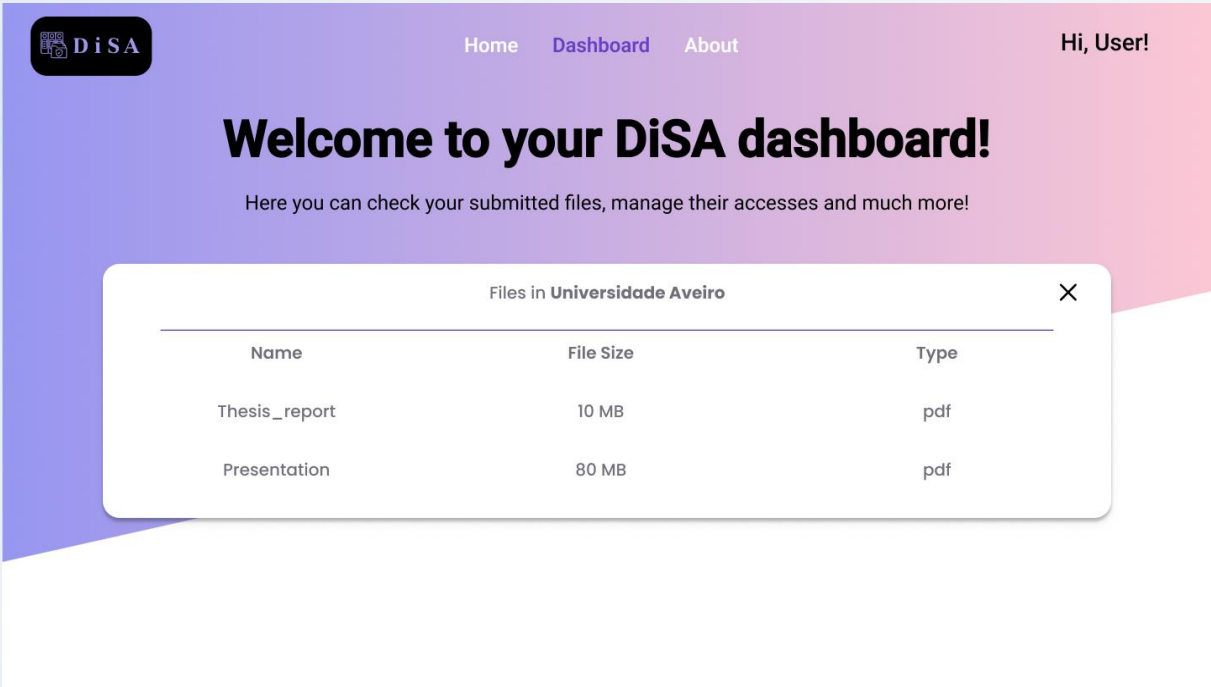 DiSA
Home Dashboard About
Hi, User!
Welcome to your DiSA dashboard!
Here you can check your submitted files, manage their accesses and much more!
Files in Universidade Aveiro
Name File Size Type
Thesis_report 10 MB pdf
Presentation 80 MB pdf